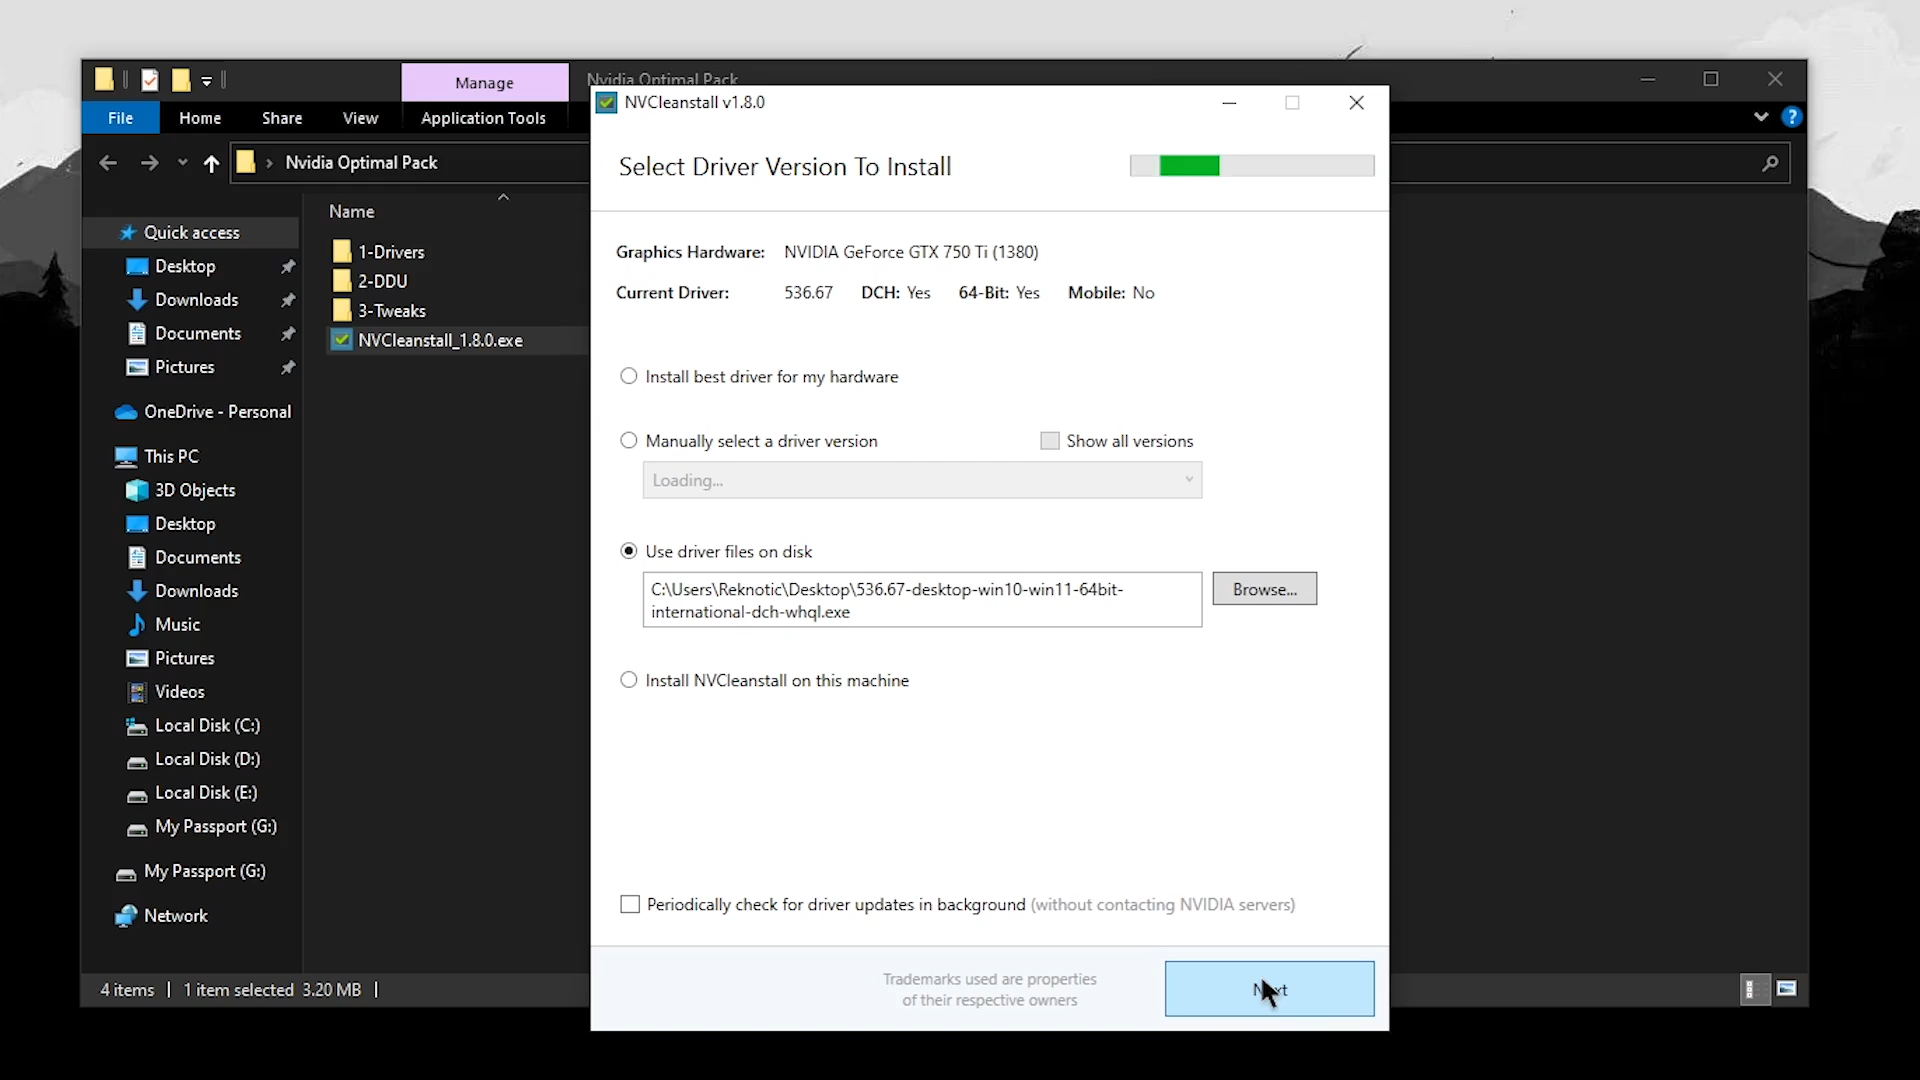 Manage
Nvidia Optimal Pack
File
Home
Share
View
Application Tools
Nvidia Optimal Pack
Name
Quick access
Desktop
Downloads
Documents
Pictures
OneDrive - Personal
This PC
3D Objects
Desktop
Documents
Downloads
Music
Pictures
Videos
Local Disk (C:)
Local Disk (D:)
Local Disk (E:)
My Passport (G:)
My Passport (G:)
Network
1-Drivers
2-DDU
3-Tweaks
NVCleanstall_1.8.0.exe
4 items
1 item selected 3.20 MB
NVCleanstall v1.8.0
Select Driver Version To Install
Graphics Hardware: NVIDIA GeForce GTX 750 Ti (1380)
Current Driver: 536.67 DCH: Yes 64-Bit: Yes Mobile: No
Install best driver for my hardware
Manually select a driver version
Show all versions
Loading...
Use driver files on disk
C:\Users\Reknotic\Desktop\536.67-desktop-win10-win11-64bit-
international-dch-whql.exe
Browse...
Install NVCleanstall on this machine
Periodically check for driver updates in background (without contacting NVIDIA servers)
Trademarks used are properties
of their respective owners
Next